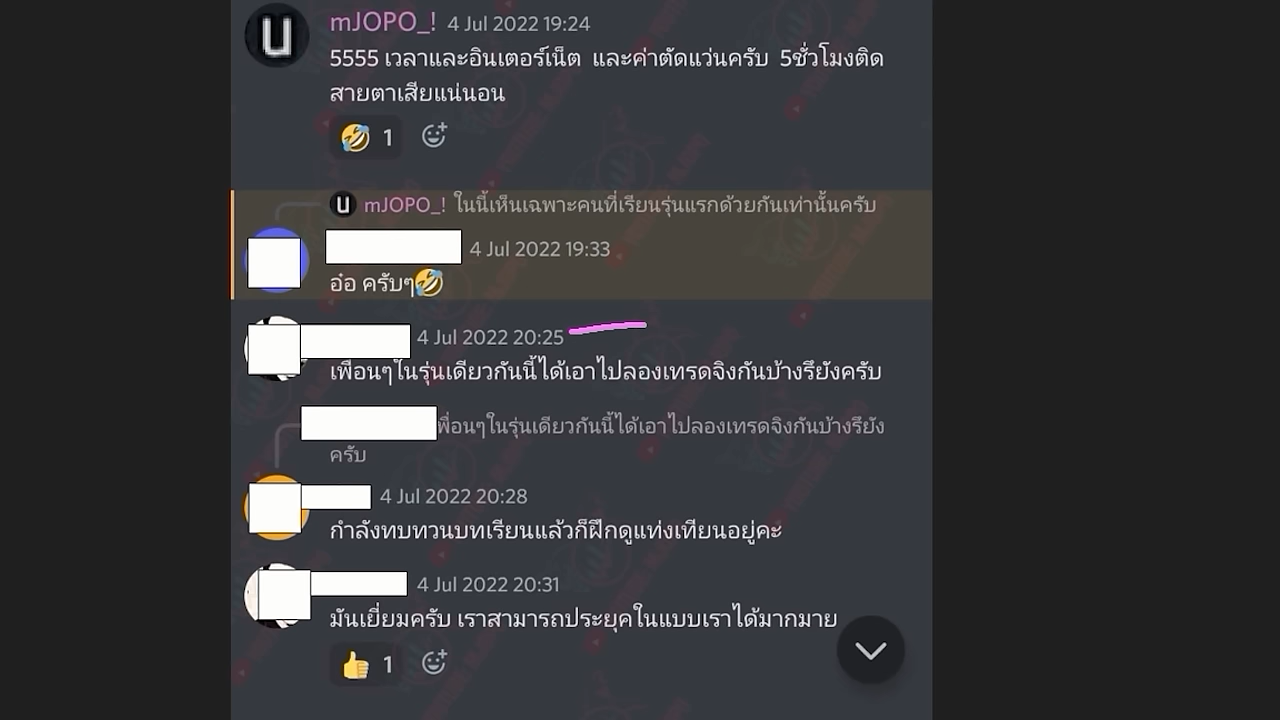 mJOPO_! 4 Jul 2022 19:24
5555 เวลาและอินเตอร์เน็ต และค่าตัดแว่นครับ 5ชั่วโมงติด
สายตาเสียแน่นอน
1
mJOPO_! ในนี้เห็นเฉพาะคนที่เรียนรุ่นแรกด้วยกันเท่านั้นครับ
4 Jul 2022 19:33
อ๋อ ครับๆ🤣
4 Jul 2022 20:25
เพื่อนๆในรุ่นเดียวกันนี้ได้เอาไปลองเทรดจิงกันบ้างรึยังครับ
พื่อนๆในรุ่นเดียวกันนี้ได้เอาไปลองเทรดจิงกันบ้างรึยัง
ครับ
4 Jul 2022 20:28
กำลังทบทวนบทเรียนแล้วก็ฝึกดูแท่งเทียนอยู่คะ
4 Jul 2022 20:31
มันเยี่ยมครับ เราสามารถประยุคในแบบเราได้มากมาย
1